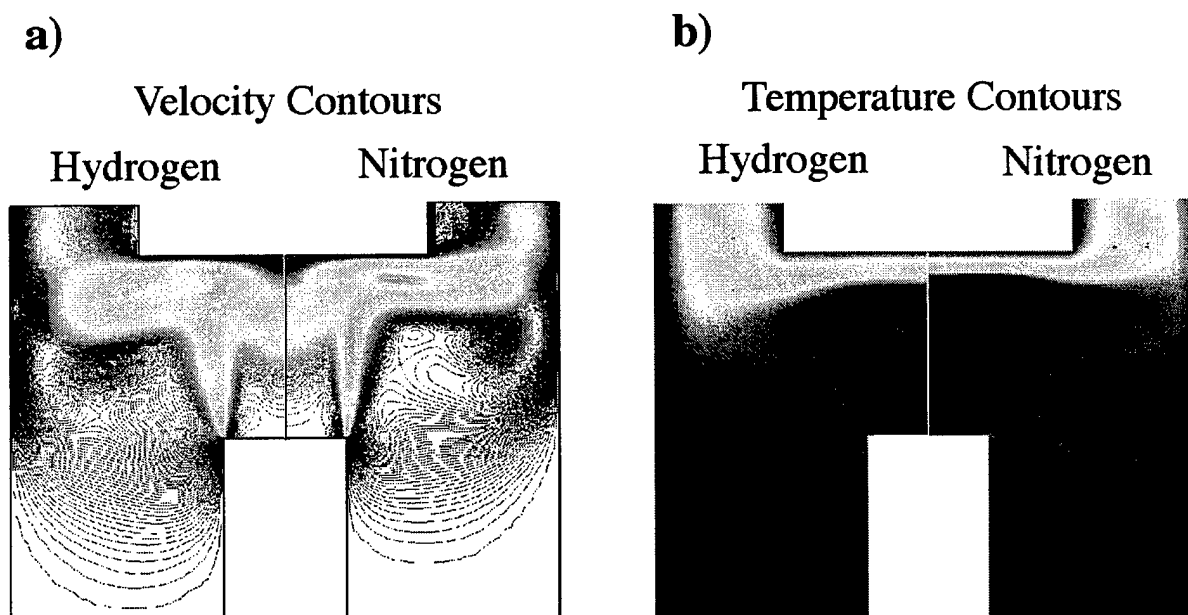 a)
Velocity Contours
Hydrogen
Nitrogen
b)
Temperature Contours
Hydrogen
Nitrogen